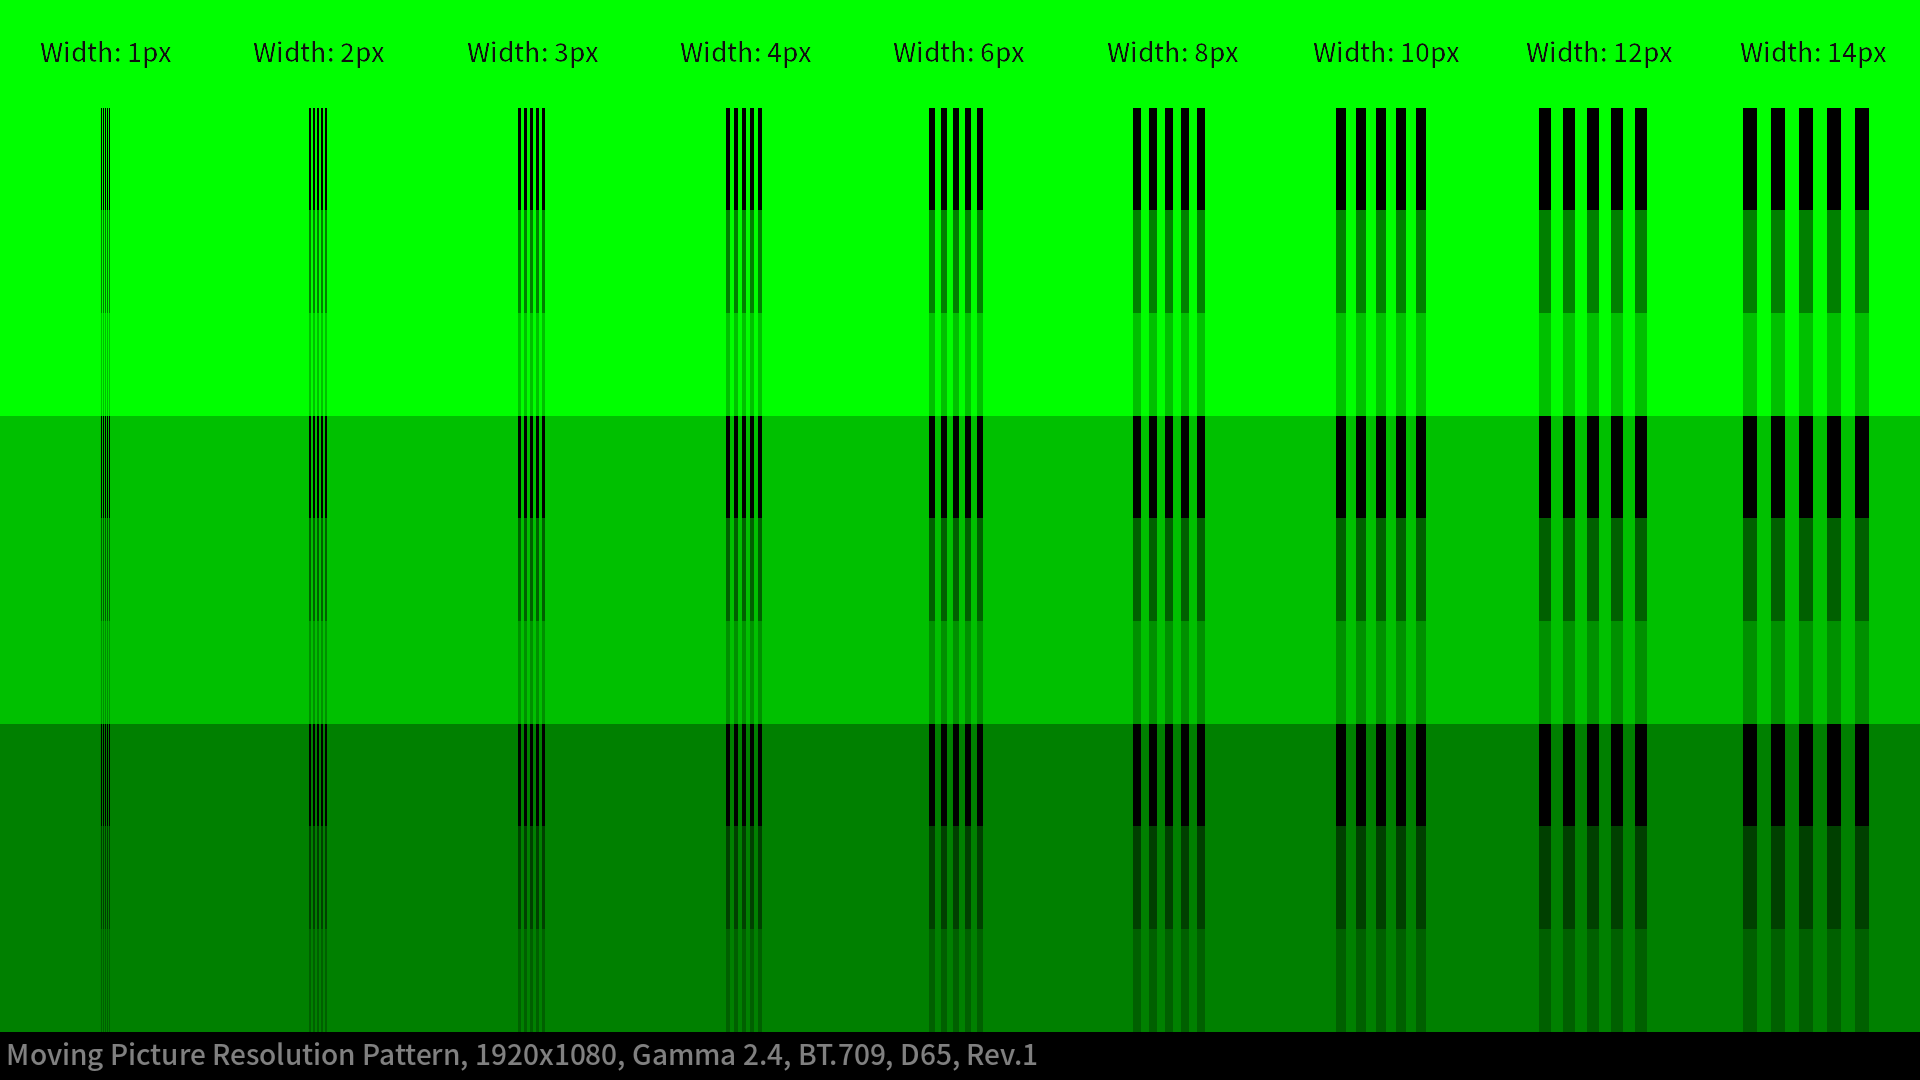 Width: 1px Width: 2px Width: 3px Width: 4px Width: 6px Width: 8px Width: 10px Width: 12px Width: 14px
Moving Picture Resolution Pattern, 1920x1080, Gamma 2.4, BT.709, D65, Rev.1